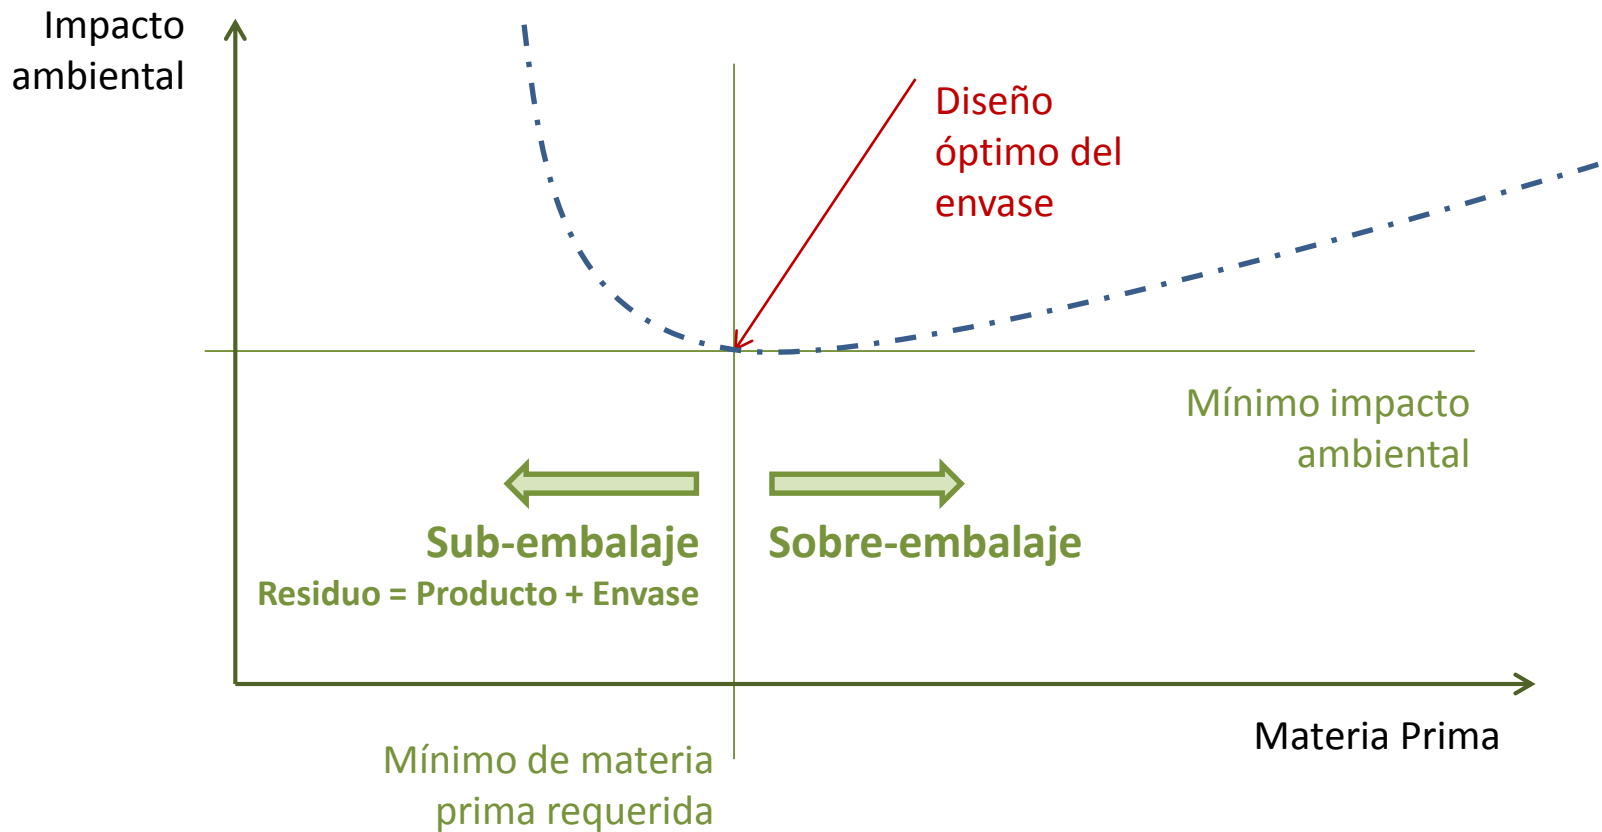 Impacto
ambiental
Diseño
óptimo del
envase
Mínimo impacto
ambiental
Sub-embalaje
Residuo = Producto + Envase
Sobre-embalaje
Materia Prima
Mínimo de materia
prima requerida